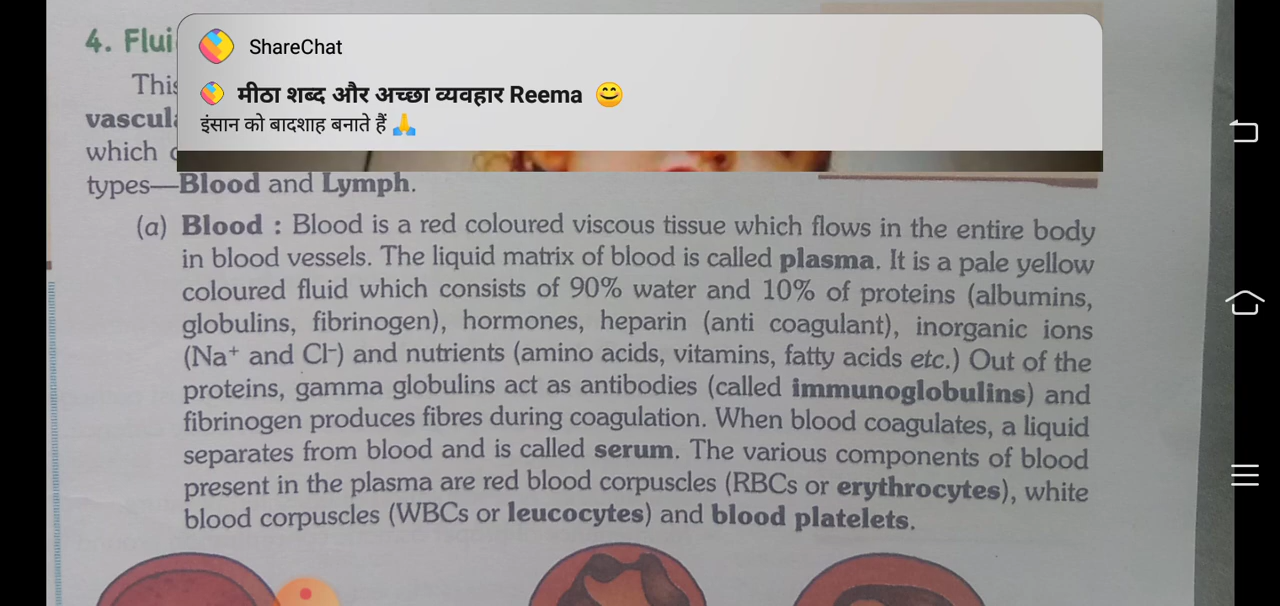 ShareChat
मीठा शब्द और अच्छा व्यवहार Reema 😊
इंसान को बादशाह बनाते हैं 🙏
4.
This
which
types—Blood and Lymph.
(a) Blood : Blood is a red coloured viscous tissue which flows in the entire body
in blood vessels. The liquid matrix of blood is called plasma. It is a pale yellow
coloured fluid which consists of 90% water and 10% of proteins (albumins,
globulins, fibrinogen), hormones, heparin (anti coagulant), inorganic ions
(Na⁺ and Cl⁻) and nutrients (amino acids, vitamins, fatty acids etc.) Out of the
proteins, gamma globulins act as antibodies (called immunoglobulins) and
fibrinogen produces fibres during coagulation. When blood coagulates, a liquid
separates from blood and is called serum. The various components of blood
present in the plasma are red blood corpuscles (RBCs or erythrocytes), white
blood corpuscles (WBCs or leucocytes) and blood platelets.